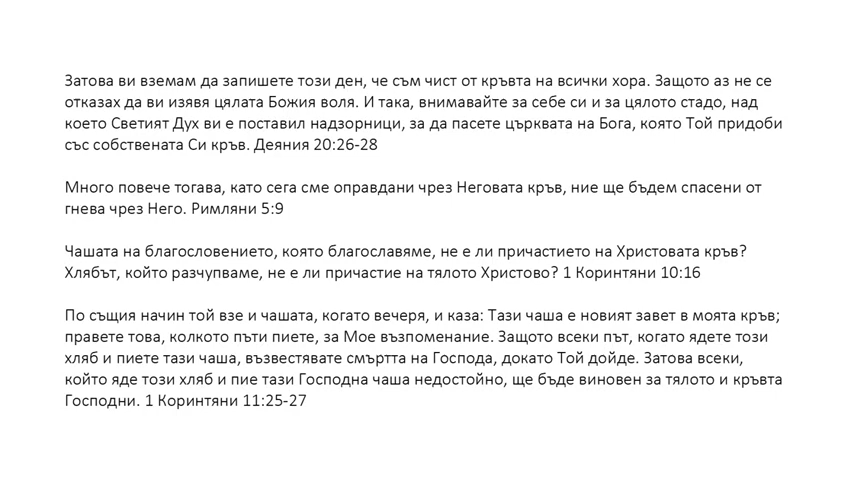 Затова ви вземам да запишете този ден, че съм чист от кръвта на всички хора. Защото аз не се
отказах да ви изявя цялата Божия воля. И така, внимавайте за себе си и за цялото стадо, над
което Светият Дух ви е поставил надзорници, за да пасете църквата на Бога, която Той придоби
със собствената Си кръв. Деяния 20:26-28
Много повече тогава, като сега сме оправдани чрез Неговата кръв, ние ще бъдем спасени от
гнева чрез Него. Римляни 5:9
Чашата на благословението, която благославяме, не е ли причастието на Христовата кръв?
Хлябът, който разчупваме, не е ли причастие на тялото Христово? 1 Коринтяни 10:16
По същия начин той взе и чашата, когато вечеря, и каза: Тази чаша е новият завет в моята кръв;
правете това, колкото пъти пиете, за Мое възпоменание. Защото всеки път, когато ядете този
хляб и пиете тази чаша, възвестявате смъртта на Господа, докато Той дойде. Затова всеки,
който яде този хляб и пие тази Господна чаша недостойно, ще бъде виновен за тялото и кръвта
Господни. 1 Коринтяни 11:25-27